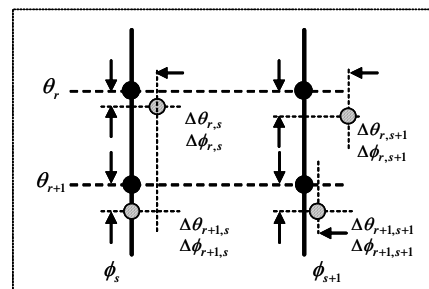 θ_r
Δθ_{r,s}
Δϕ_{r,s}
Δθ_{r,s+1}
Δϕ_{r,s+1}
θ_{r+1}
Δθ_{r+1,s}
Δϕ_{r+1,s}
Δθ_{r+1,s+1}
Δϕ_{r+1,s+1}
ϕ_s
ϕ_{s+1}